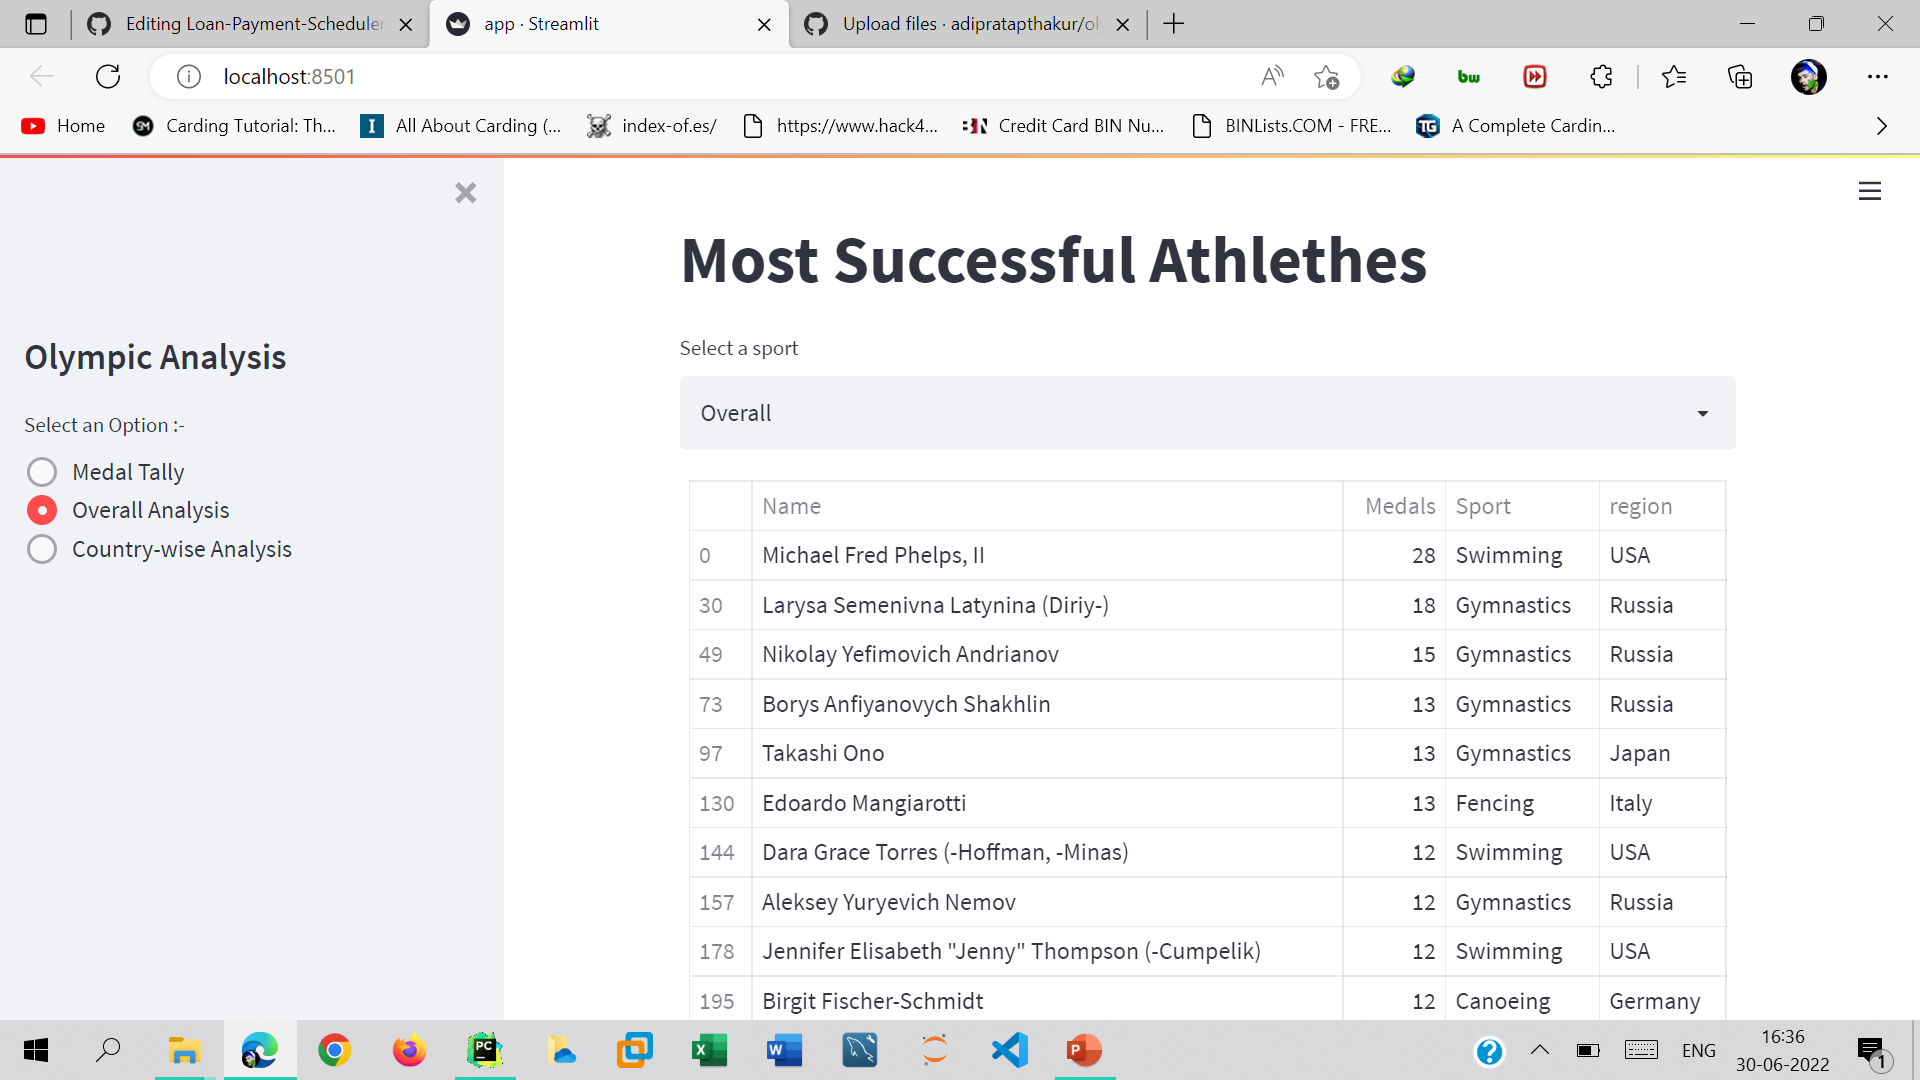 Editing Loan-Payment-Scheduler
app · Streamlit
Upload files · adipratapthakur/ol
localhost:8501
bw
Home
Carding Tutorial: Th...
All About Carding (...
index-of.es/
https://www.hack4...
Credit Card BIN Nu...
BINLists.COM - FRE...
A Complete Cardin...
Olympic Analysis
Select an Option :-
Medal Tally
Overall Analysis
Country-wise Analysis
Most Successful Athlethes
Select a sport
Overall
Name Medals Sport region
0 Michael Fred Phelps, II 28 Swimming USA
30 Larysa Semenivna Latynina (Diriy-) 18 Gymnastics Russia
49 Nikolay Yefimovich Andrianov 15 Gymnastics Russia
73 Borys Anfiyanovych Shakhlin 13 Gymnastics Russia
97 Takashi Ono 13 Gymnastics Japan
130 Edoardo Mangiarotti 13 Fencing Italy
144 Dara Grace Torres (-Hoffman, -Minas) 12 Swimming USA
157 Aleksey Yuryevich Nemov 12 Gymnastics Russia
178 Jennifer Elisabeth "Jenny" Thompson (-Cumpelik) 12 Swimming USA
195 Birgit Fischer-Schmidt 12 Canoeing Germany
ENG
16:36
30-06-2022
1